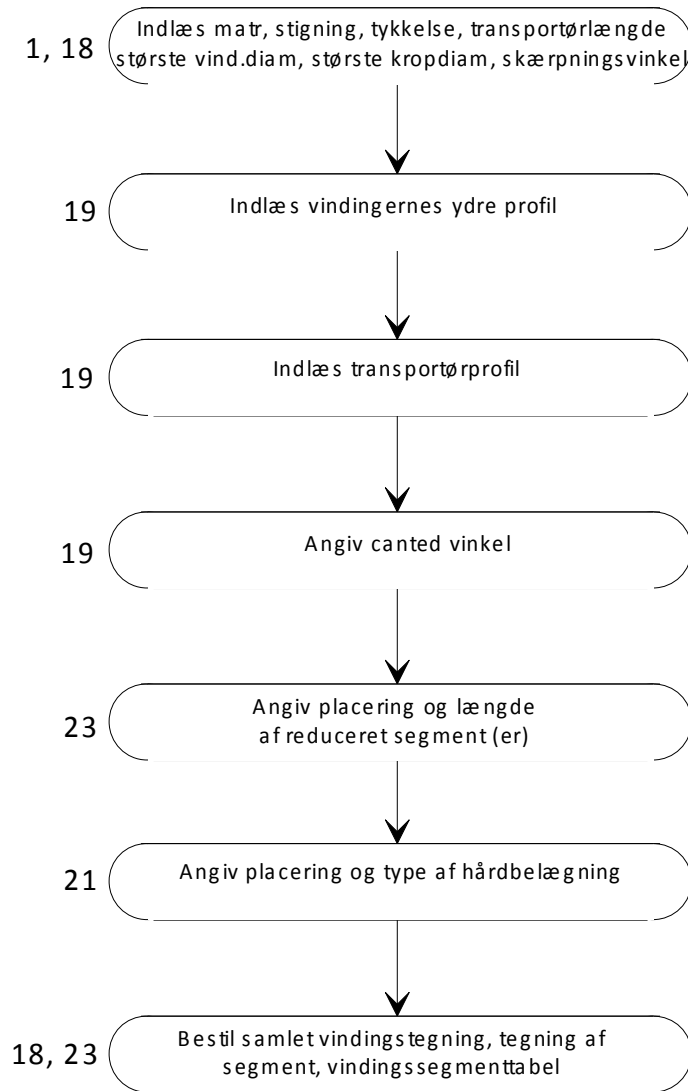 1, 18
Indlæs matr, stigning, tykkelse, transportørlængde
største vind.diam, største kropdiam, skærpningsvinkel
19
Indlæs vindingernes ydre profil
19
Indlæs transportørprofil
19
Angiv canted vinkel
23
Angiv placering og længde
af reduceret segment (er)
21
Angiv placering og type af hårdbelægning
18, 23
Bestil samlet vindingstegning, tegning af
segment, vindingssegmenttabel